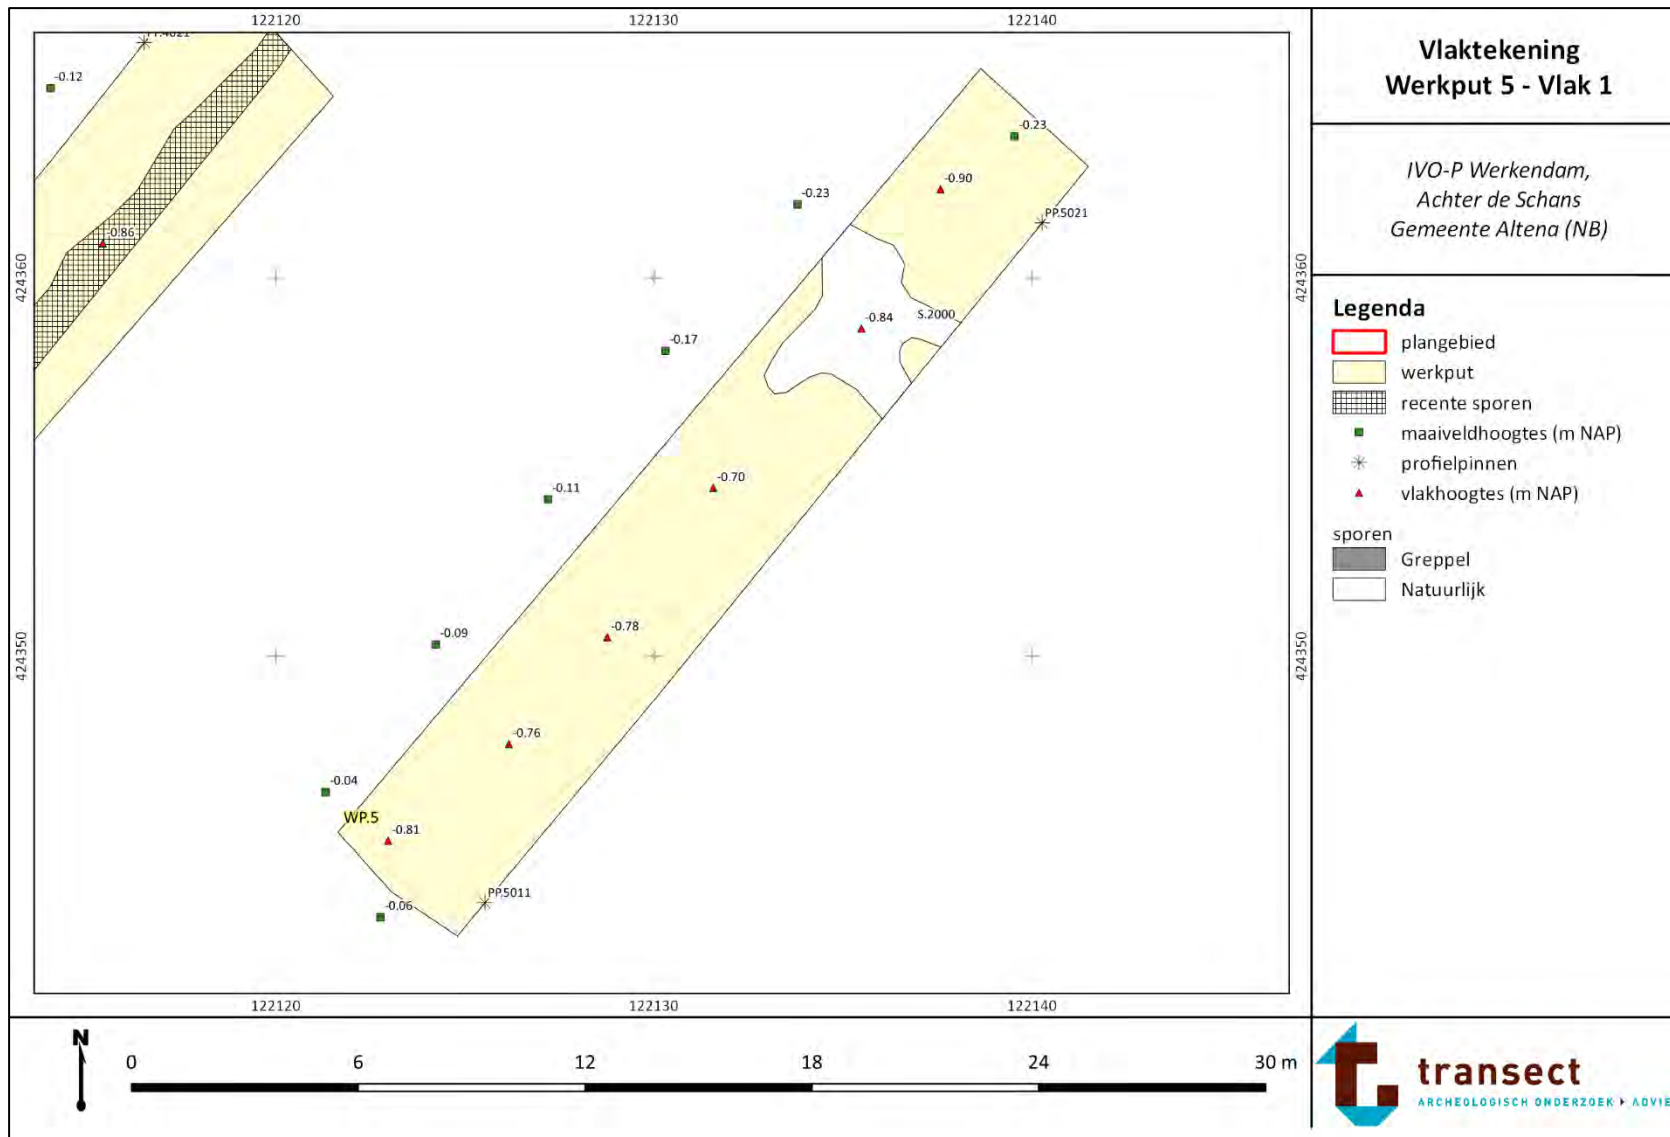 122120 122130 122140
PP.4021
-0.12
-0.23
-0.90
-0.23
PP.5021
-0.86
424360 424360
S.2000
-0.84
-0.17
-0.70
-0.11
-0.78
-0.09
424350 424350
-0.76
-0.04
WP.5
-0.81
PP.5011
-0.06
122120 122130 122140
N
0 6 12 18 24 30 m
Vlaktekening
Werkput 5 - Vlak 1
IVO-P Werkendam,
Achter de Schans
Gemeente Altena (NB)
Legenda
plangebied
werkput
recente sporen
maaiveldhoogtes (m NAP)
profielpinnen
vlakhoogtes (m NAP)
sporen
Greppel
Natuurlijk
transect
ARCHEOLOGISCH ONDERZOEK ADVIE